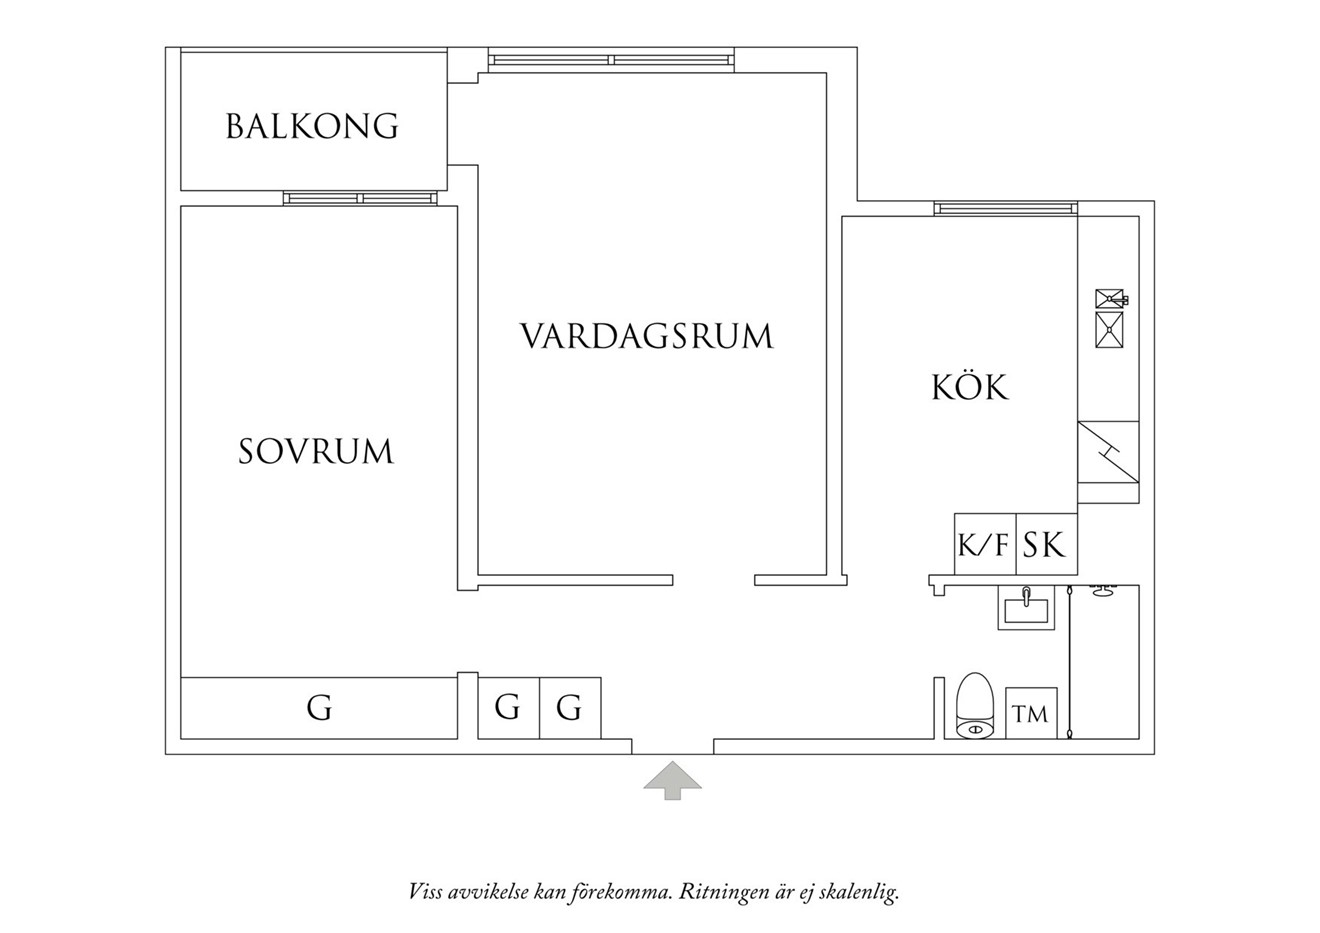 BALKONG
VARDAGSRUM
KÖK
SOVRUM
K/F SK
G
G G
TM
Viss avvikelse kan förekomma. Ritningen är ej skalenlig.